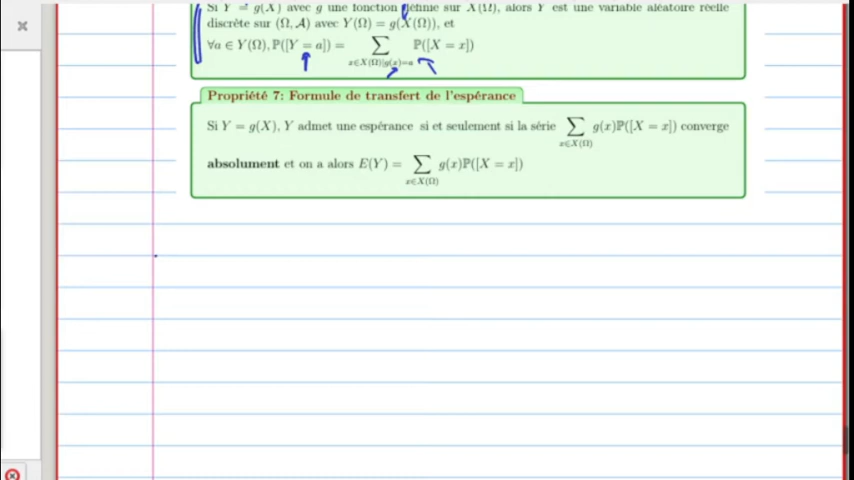 Si Y = g(X) avec g une fonction définie sur X(Ω), alors Y est une variable aléatoire réelle
discrète sur (Ω, A) avec Y(Ω) = g(X(Ω)), et
∀a ∈ Y(Ω), ℙ([Y = a]) = ∑ x∈X(Ω)|g(x)=a ℙ([X = x])
Propriété 7: Formule de transfert de l'espérance
Si Y = g(X), Y admet une espérance si et seulement si la série ∑ x∈X(Ω) g(x)ℙ([X = x]) converge
absolument et on a alors E(Y) = ∑ x∈X(Ω) g(x)ℙ([X = x])